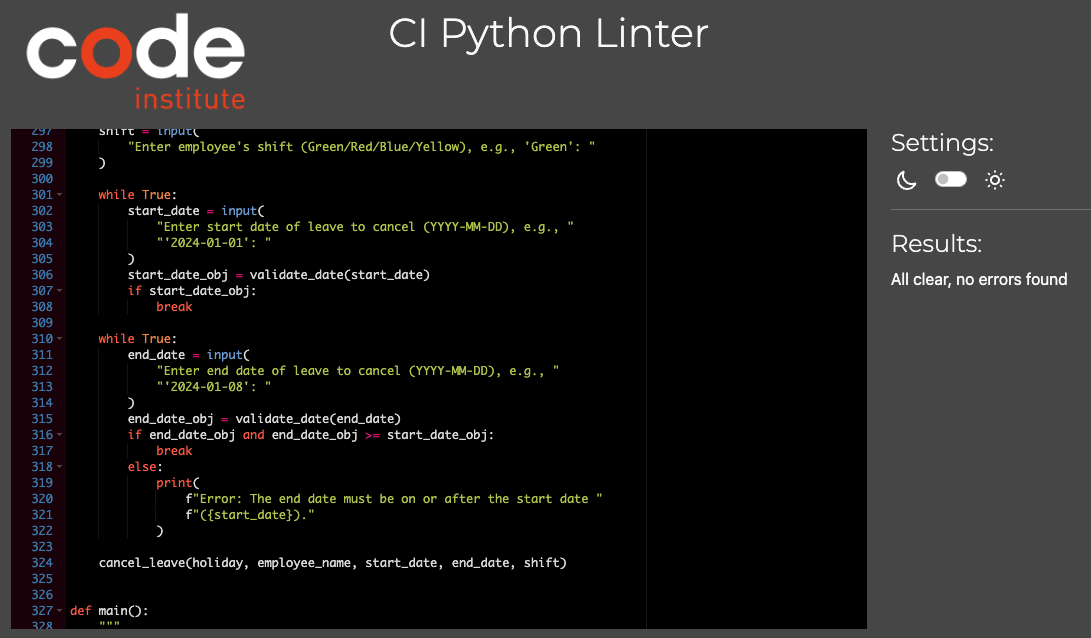 code
institute
CI Python Linter
297 shift = input(
298 "Enter employee's shift (Green/Red/Blue/Yellow), e.g., 'Green': "
299 )
300
301 while True:
302 start_date = input(
303 "Enter start date of leave to cancel (YYYY-MM-DD), e.g., "
304 "'2024-01-01': "
305 )
306 start_date_obj = validate_date(start_date)
307 if start_date_obj:
308 break
309
310 while True:
311 end_date = input(
312 "Enter end date of leave to cancel (YYYY-MM-DD), e.g., "
313 "'2024-01-08': "
314 )
315 end_date_obj = validate_date(end_date)
316 if end_date_obj and end_date_obj >= start_date_obj:
317 break
318 else:
319 print(
320 f"Error: The end date must be on or after the start date "
321 f"({start_date})."
322 )
323
324 cancel_leave(holiday, employee_name, start_date, end_date, shift)
325
326
327 def main():
328 """
Settings:
Results:
All clear, no errors found